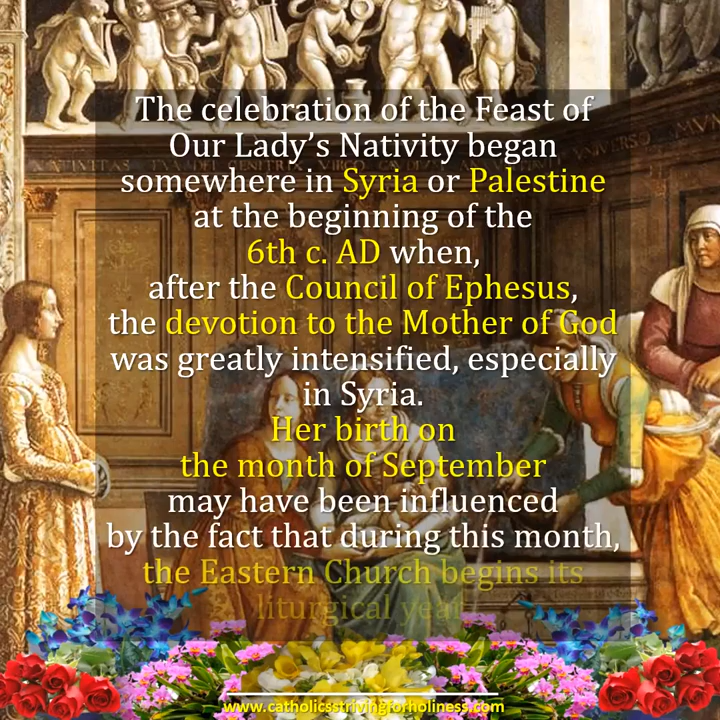 The celebration of the Feast of
Our Lady’s Nativity began
somewhere in Syria or Palestine
at the beginning of the
6th c. AD when,
after the Council of Ephesus,
the devotion to the Mother of God
was greatly intensified, especially
in Syria.
Her birth on
the month of September
may have been influenced
by the fact that during this month,
the Eastern Church begins its
liturgical year
www.catholicsstrivingforholiness.com